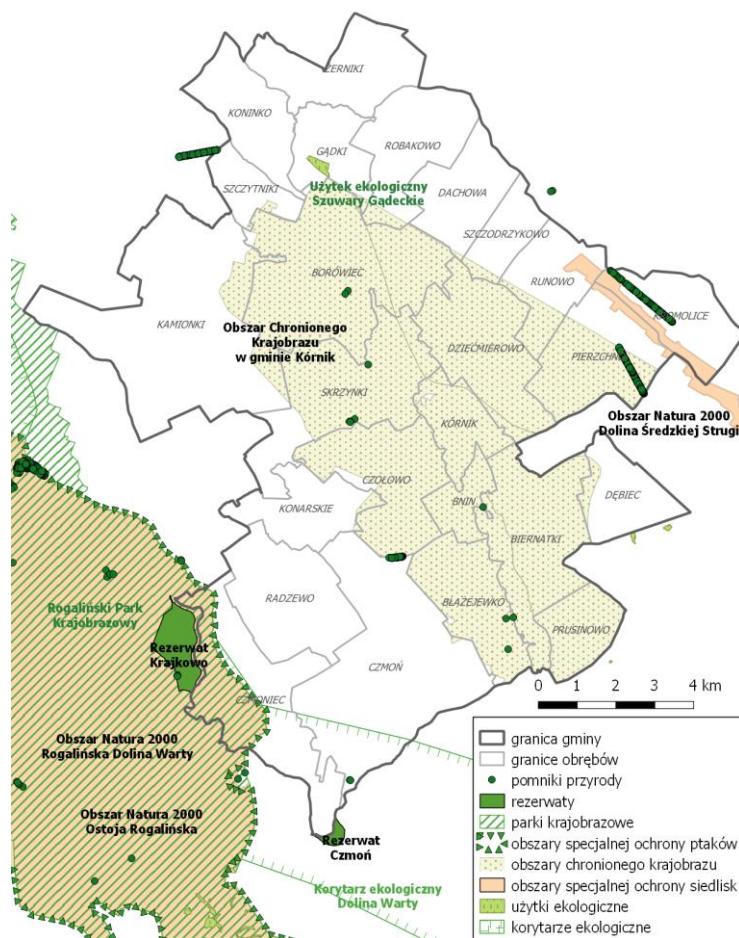 ŻERNIKI
KONINKO
GĄDKI
ROBAKOWO
SZCZYTNIKI
Użytek ekologiczny
Szuwary Gądeckie
DACHOWA
SZCZODRZYKOWO
RUNOWO
BORÓWIEC
KROMOLICE
KAMIONKI
Obszar Chronionego
Krajobrazu
w gminie Kórnik
DZIEĆMIEROWO
PIERZCHNO
SKRZYNKI
KÓRNIK
Obszar Natura 2000
Dolina Średzkiej Strugi
CZOŁOWO
KONARSKIE
BNIN
DĘBIEC
BIERNATKI
RADZEWO
BŁAŻEJEWKO
Rogaliński Park
Krajobrazowy
PRUSINOWO
Rezerwat
Krajkowo
CZMOŃ
CZMONIEC
0 1 2 3 4 km
Obszar Natura 2000
Rogalińska Dolina Warty
Obszar Natura 2000
Ostoja Rogalińska
Rezerwat
Czmoń
Korytarz ekologiczny
Dolina Warty
granica gminy
granice obrębów
pomniki przyrody
rezerwaty
parki krajobrazowe
obszary specjalnej ochrony ptaków
obszary chronionego krajobrazu
obszary specjalnej ochrony siedlisk
użytki ekologiczne
korytarze ekologiczne